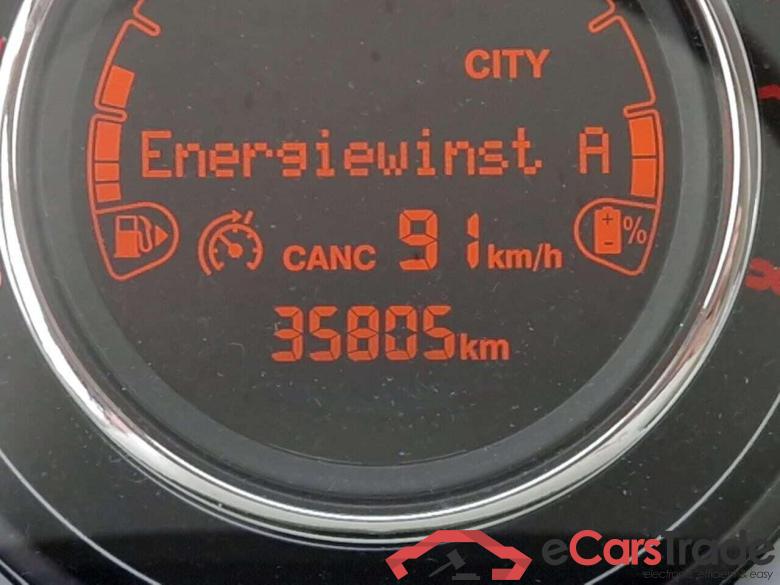 CITY
Energiewinst A
CANC 91 km/h
%
35805 km
eCarsTrade